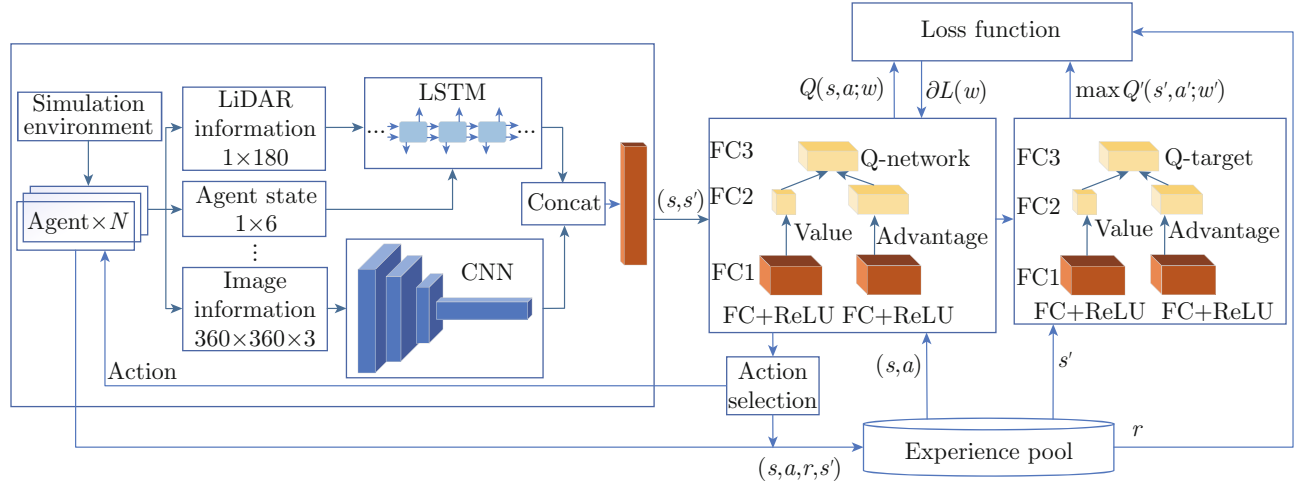 Loss function
Q(s,a;w)
∂L(w)
max Q′(s′,a′;w′)
Simulation
environment
LiDAR
information
1×180
LSTM
...
...
Agent×N
Agent state
1×6
...
Concat
(s,s′)
Image
information
360×360×3
CNN
FC3
Q-network
FC2
Value
Advantage
FC1
FC+ReLU
FC+ReLU
FC3
Q-target
FC2
Value
Advantage
FC1
FC+ReLU
FC+ReLU
Action
Action
selection
(s,a)
s′
r
Experience pool
(s,a,r,s′)